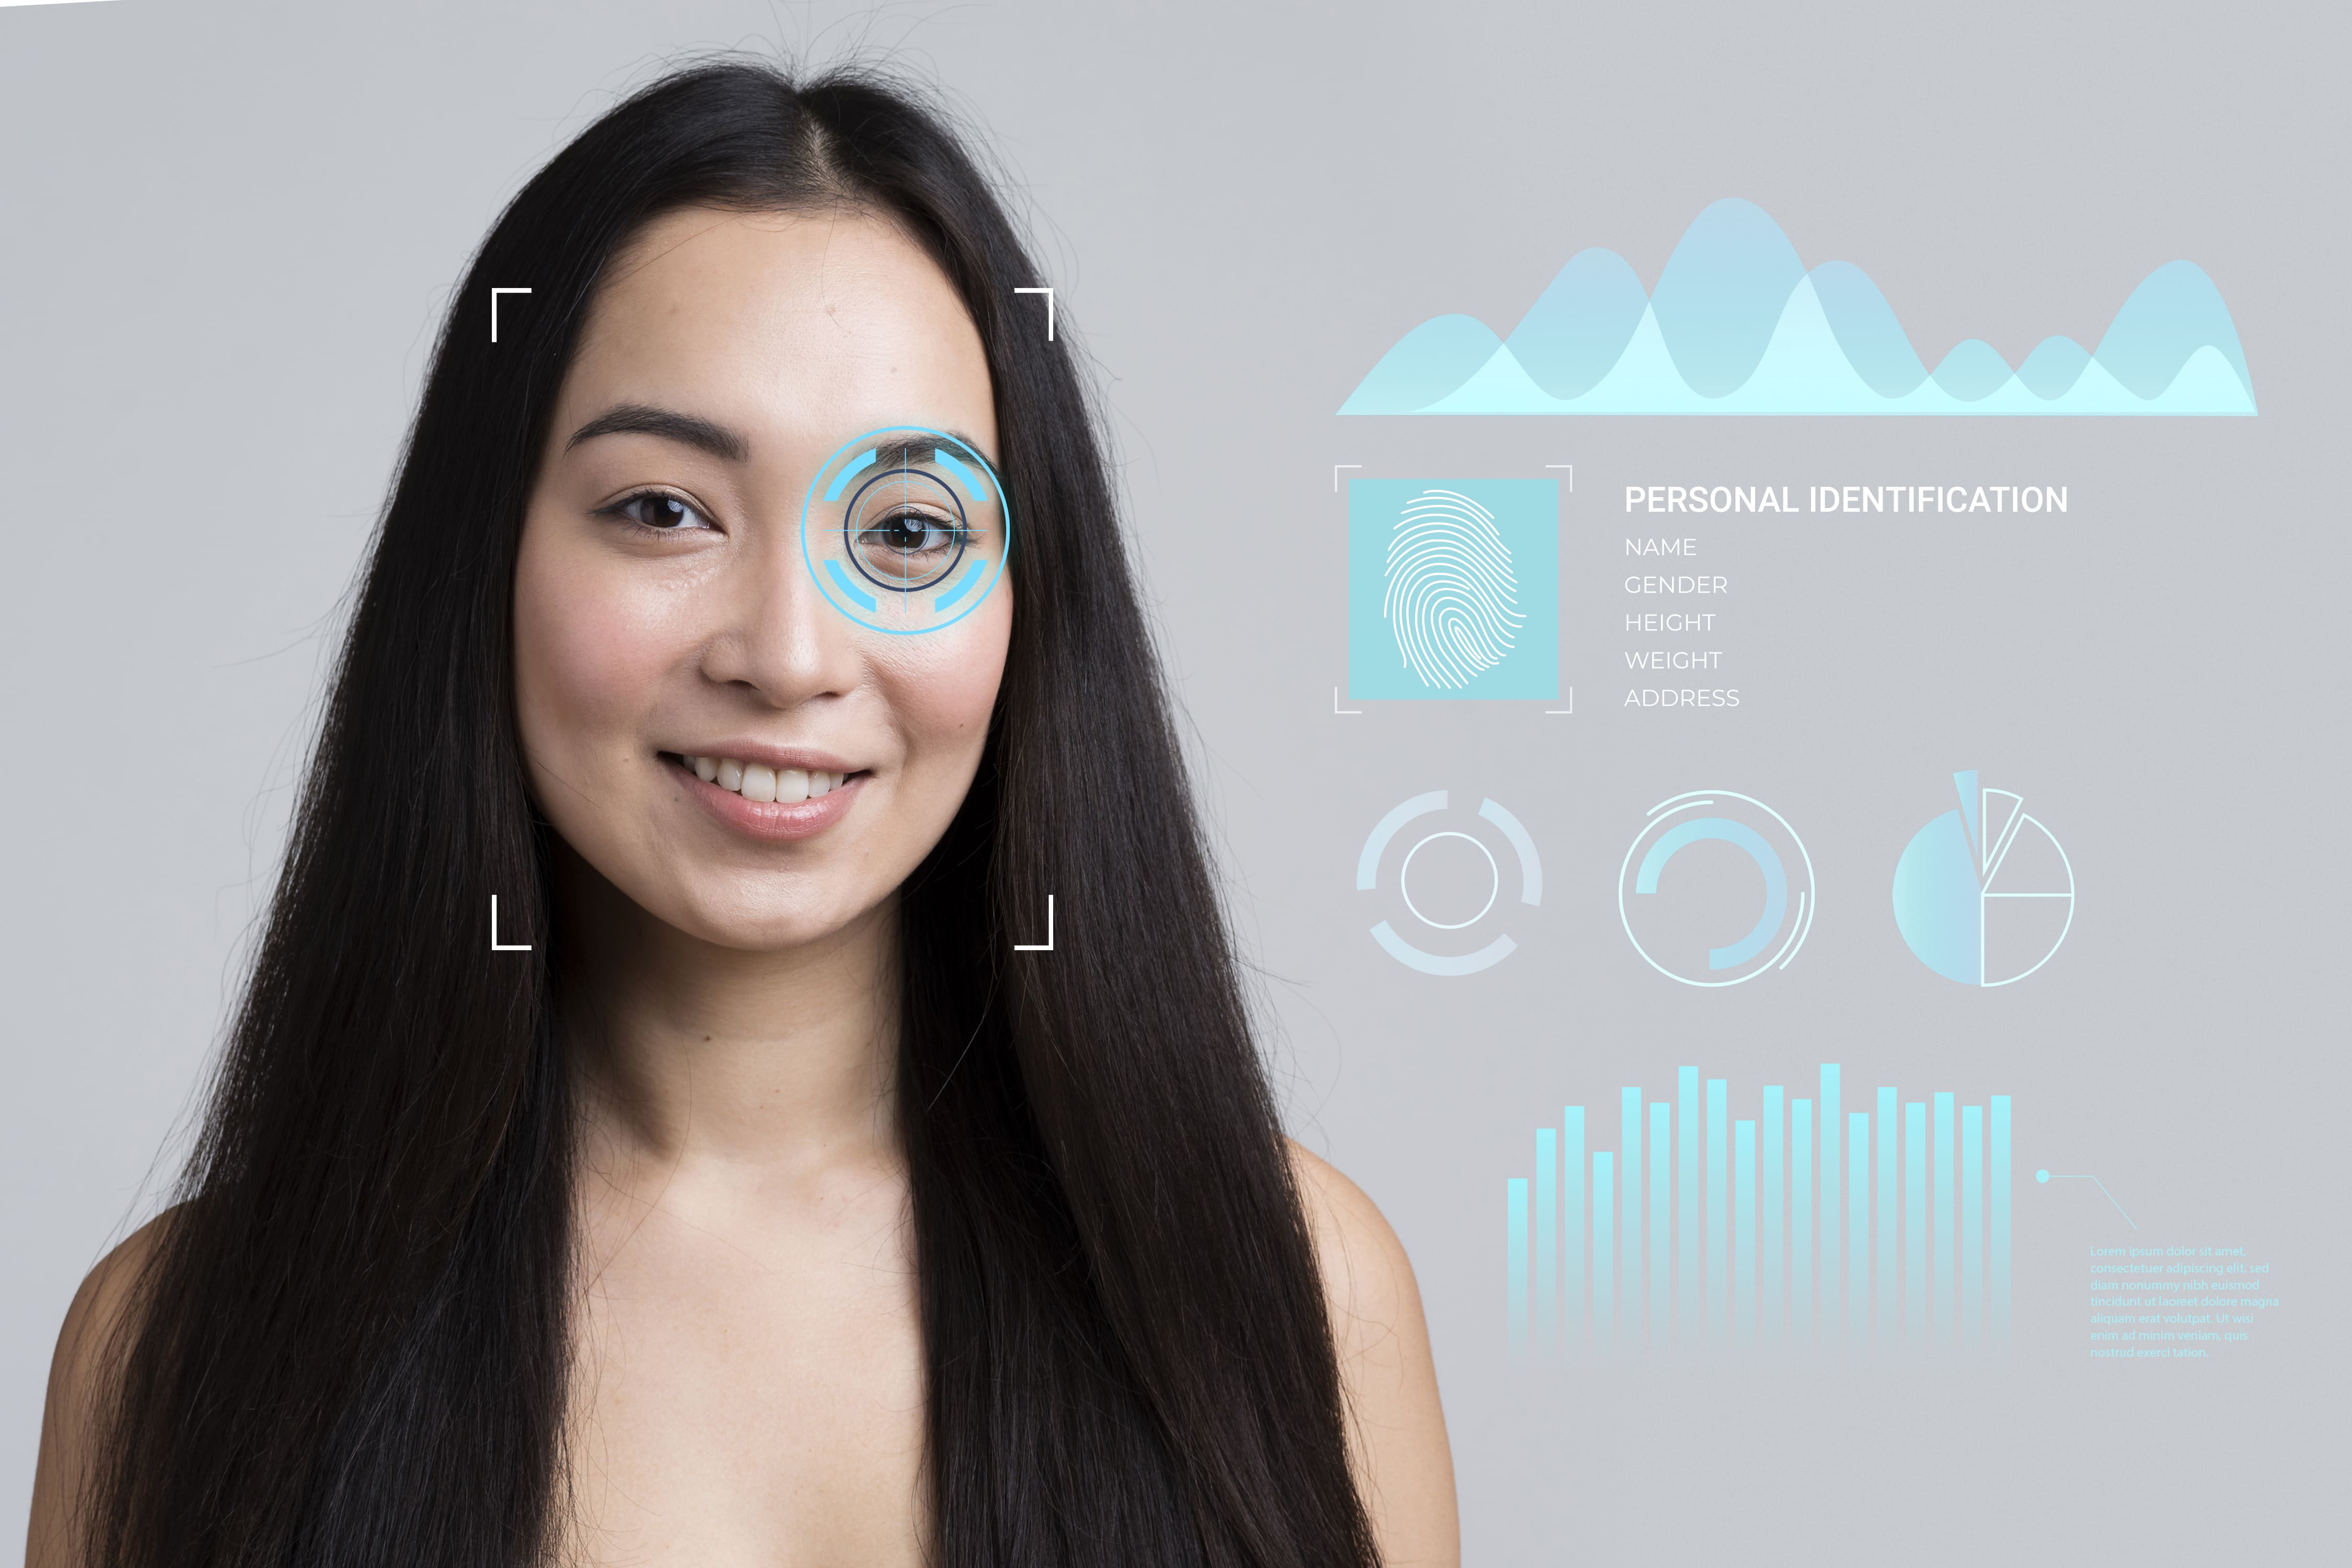 PERSONAL IDENTIFICATION
NAME
GENDER
HEIGHT
WEIGHT
ADDRESS
Lorem ipsum dolor sit amet,
consectetuer adipiscing elit, sed
diam nonummy nibh euismod
tincidunt ut laoreet dolore magna
aliquam erat volutpat. Ut wisi
enim ad minim veniam, quis
nostrud exerci tation.